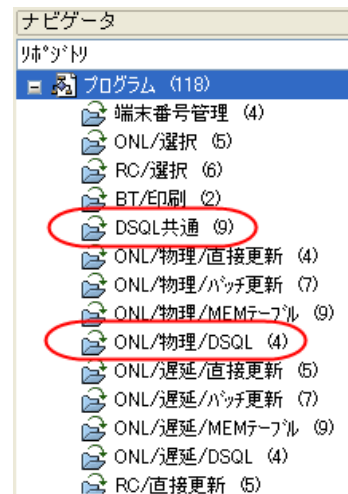 ナビゲータ
ﾘﾎﾟｼﾞﾄﾘ
プログラム (118)
端末番号管理 (4)
ONL/選択 (5)
RC/選択 (6)
BT/印刷 (2)
DSQL共通 (9)
ONL/物理/直接更新 (4)
ONL/物理/ﾊﾞｯﾁ更新 (7)
ONL/物理/MEMﾃｰﾌﾞﾙ (9)
ONL/物理/DSQL (4)
ONL/遅延/直接更新 (5)
ONL/遅延/ﾊﾞｯﾁ更新 (7)
ONL/遅延/MEMﾃｰﾌﾞﾙ (9)
ONL/遅延/DSQL (4)
RC/直接更新 (5)